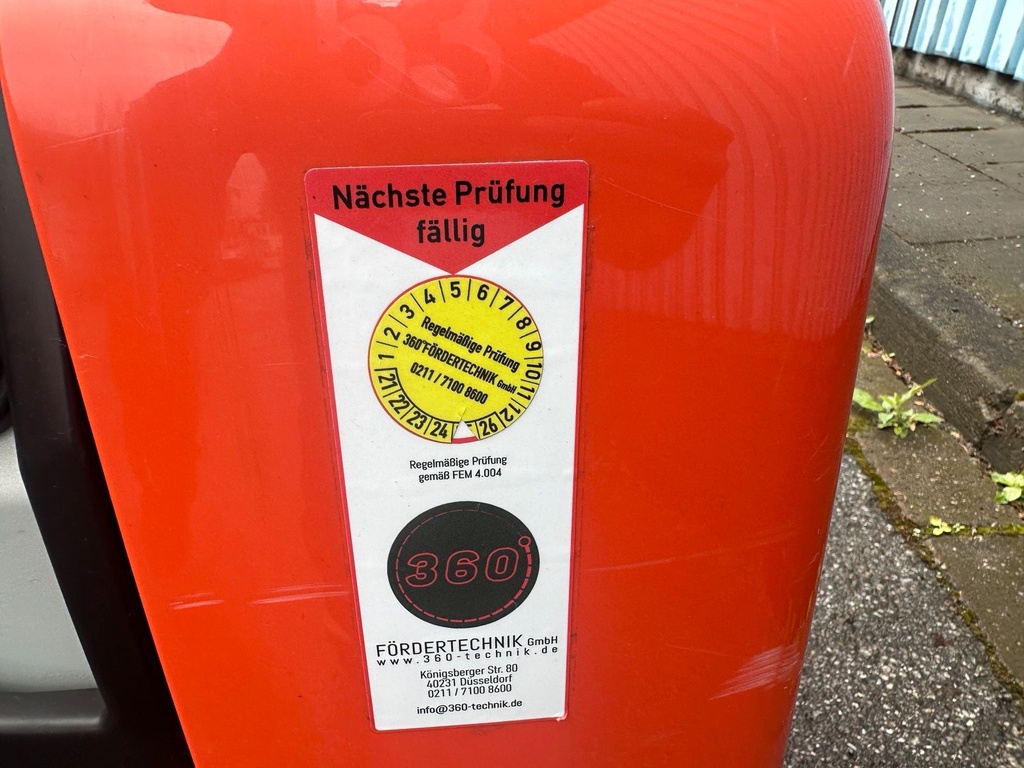 Nächste Prüfung
fällig
1 2 3 4 5 6 7 8 9 10 11 12
Regelmäßige Prüfung
360°FÖRDERTECHNIK GmbH
0211 / 7100 8600
21 22 23 24 26
Regelmäßige Prüfung
gemäß FEM 4.004
360°
FÖRDERTECHNIK GmbH
www.360-technik.de
Königsberger Str. 80
40231 Düsseldorf
0211 / 7100 8600
info@360-technik.de